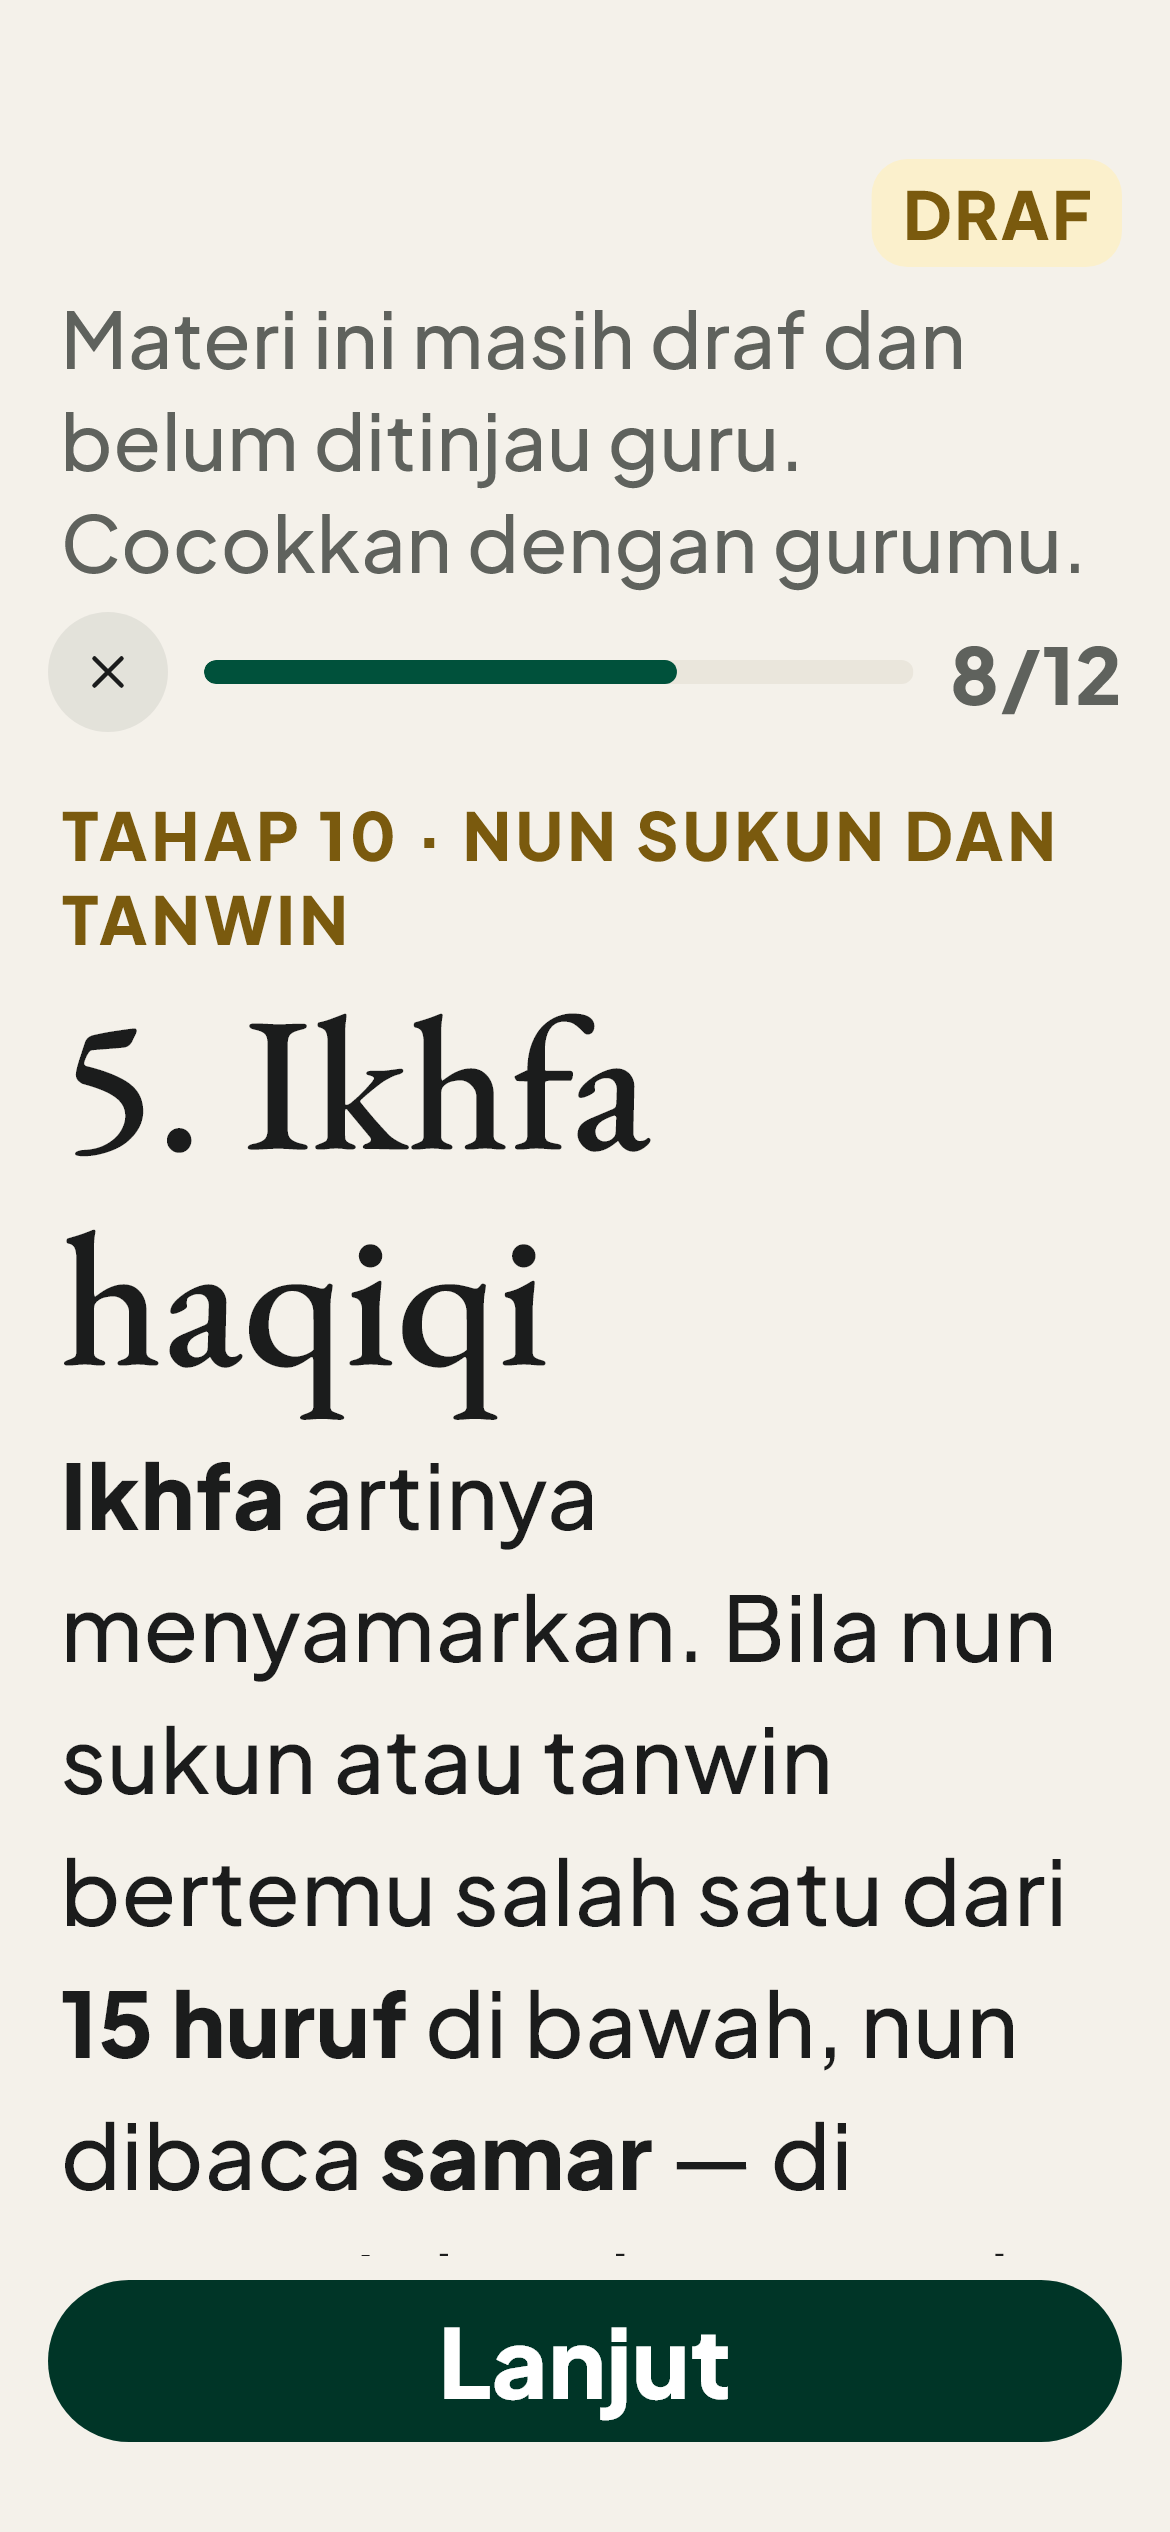 DRAF
Materi ini masih draf dan
belum ditinjau guru.
Cocokkan dengan gurumu.
8/12
TAHAP 10 · NUN SUKUN DAN
TANWIN
5. Ikhfa
haqiqi
Ikhfa artinya
menyamarkan. Bila nun
sukun atau tanwin
bertemu salah satu dari
15 huruf di bawah, nun
dibaca samar — di
Lanjut